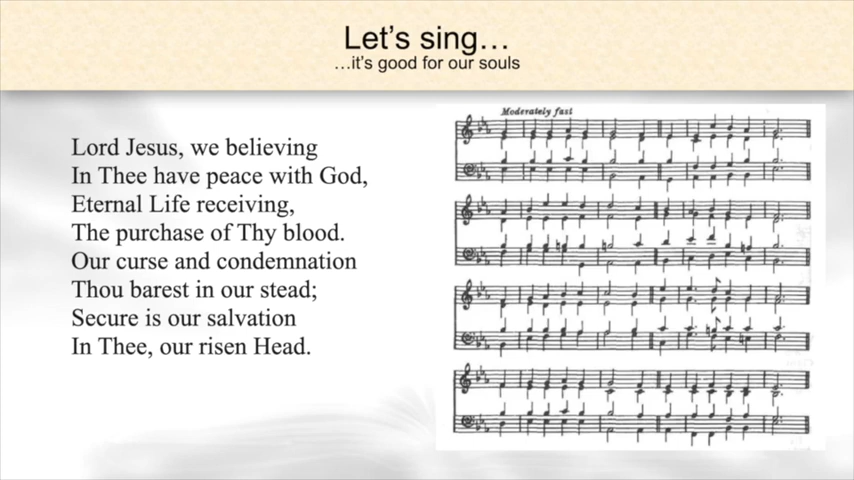 Let’s sing…
…it’s good for our souls
Lord Jesus, we believing
In Thee have peace with God,
Eternal Life receiving,
The purchase of Thy blood.
Our curse and condemnation
Thou barest in our stead;
Secure is our salvation
In Thee, our risen Head.
Moderately fast